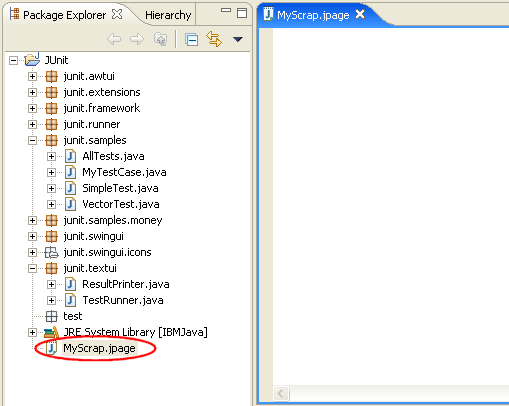 Package Explorer
Hierarchy
MyScrap.jpage
JUnit
junit.awtui
junit.extensions
junit.framework
junit.runner
junit.samples
AllTests.java
MyTestCase.java
SimpleTest.java
VectorTest.java
junit.samples.money
junit.swingui
junit.swingui.icons
junit.textui
ResultPrinter.java
TestRunner.java
test
JRE System Library [IBMJava]
MyScrap.jpage